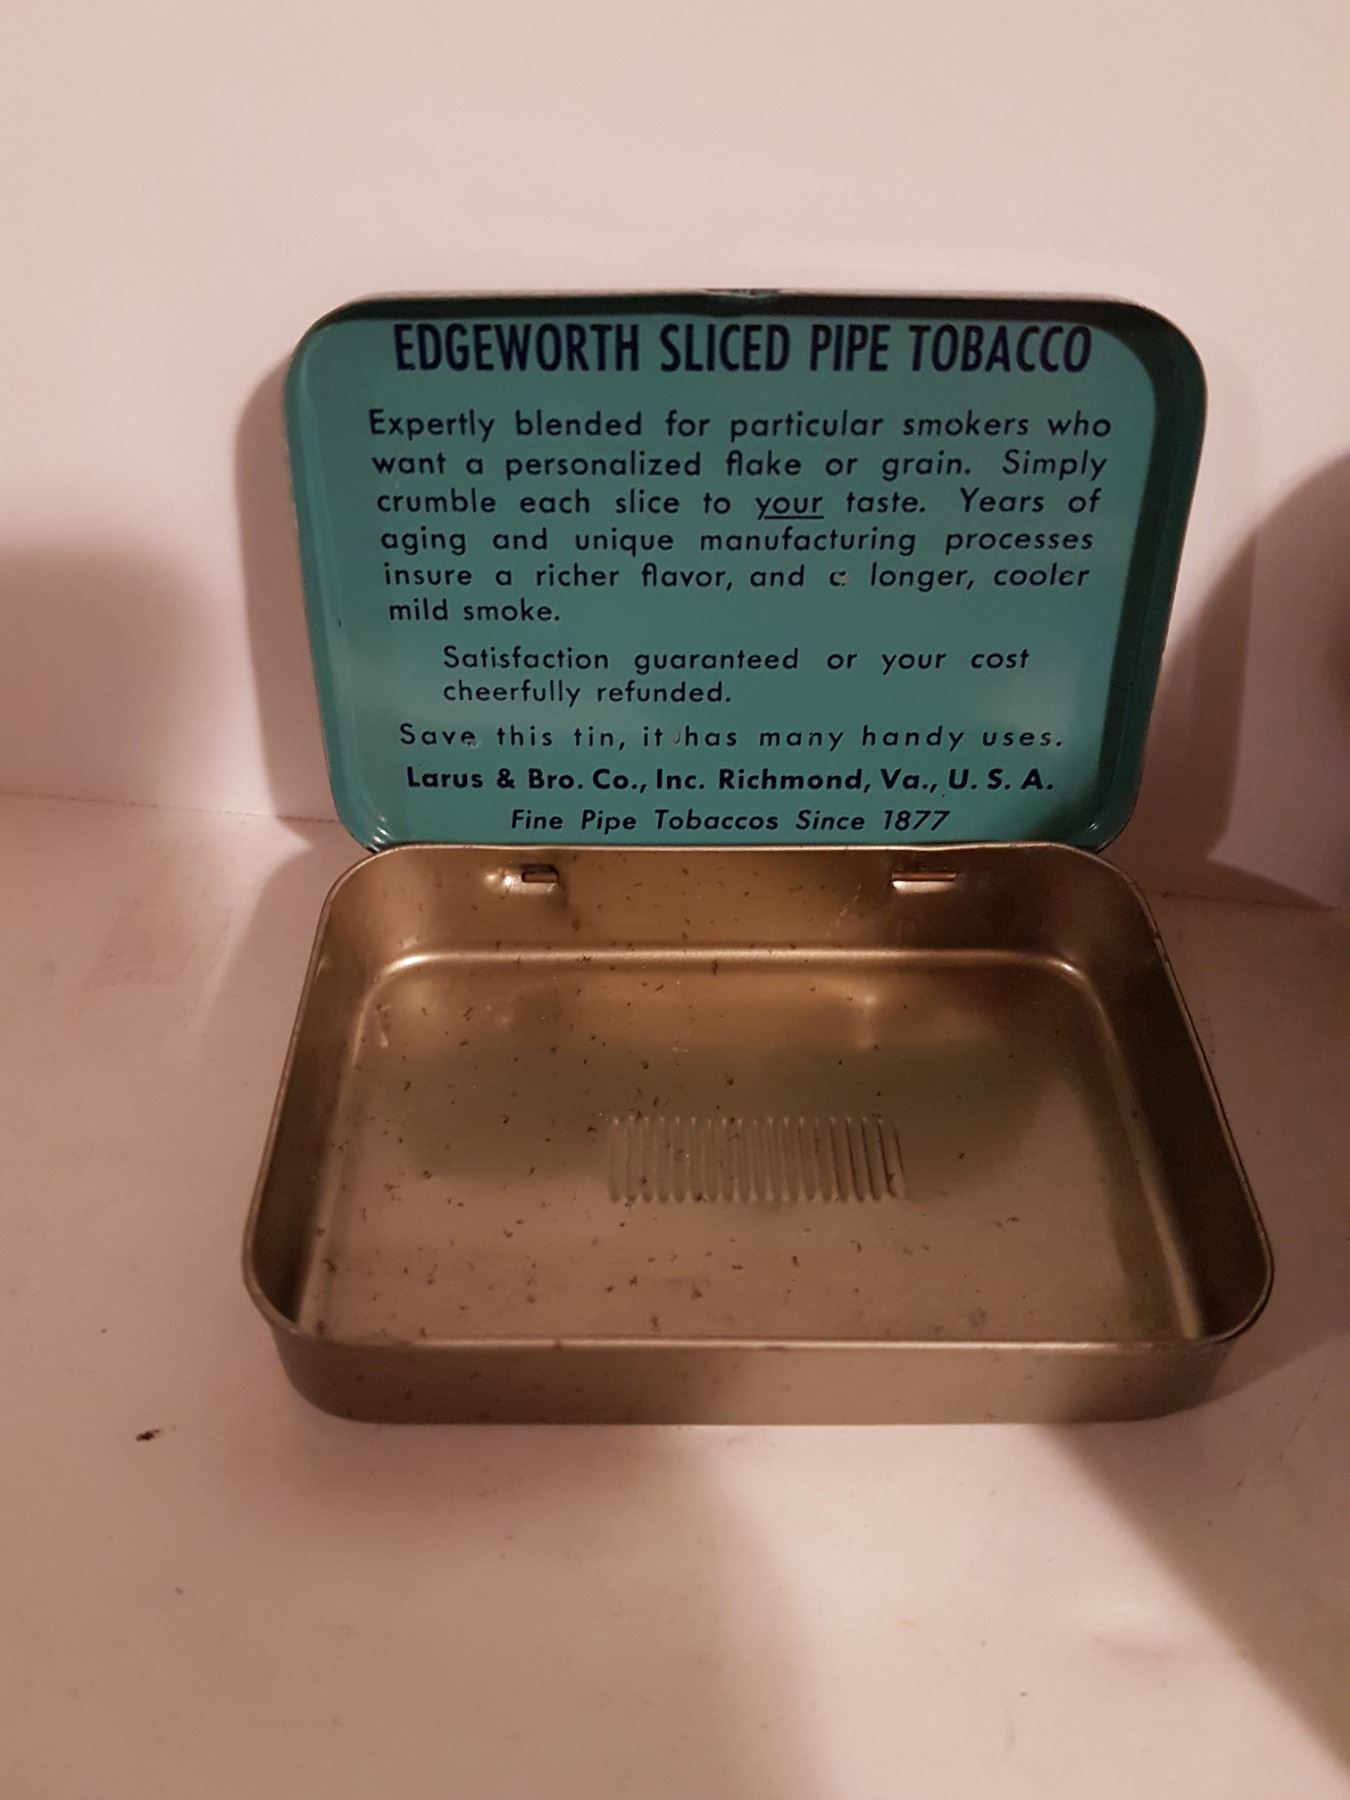 EDGEWORTH SLICED PIPE TOBACCO
Expertly blended for particular smokers who
want a personalized flake or grain. Simply
crumble each slice to your taste. Years of
aging and unique manufacturing processes
insure a richer flavor, and a longer, cooler
mild smoke.
Satisfaction guaranteed or your cost
cheerfully refunded.
Save this tin, it has many handy uses.
Larus & Bro. Co., Inc. Richmond, Va., U. S. A.
Fine Pipe Tobaccos Since 1877